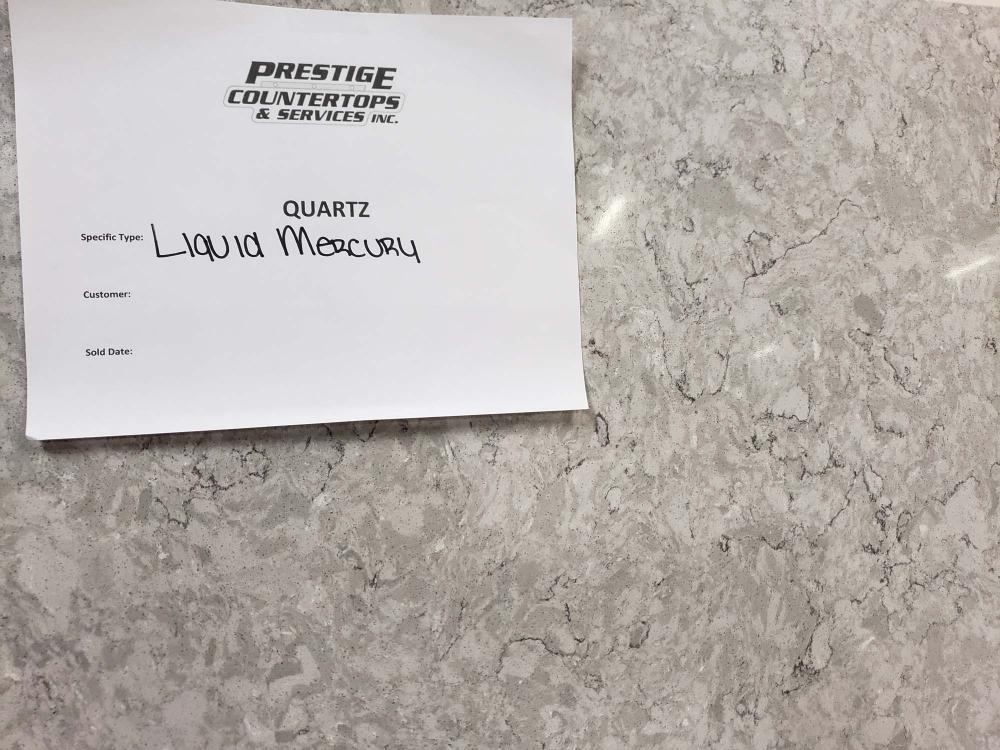 PRESTIGE
COUNTERTOPS
& SERVICES INC.
QUARTZ
Specific Type: LIQUID MERCURY
Customer:
Sold Date: